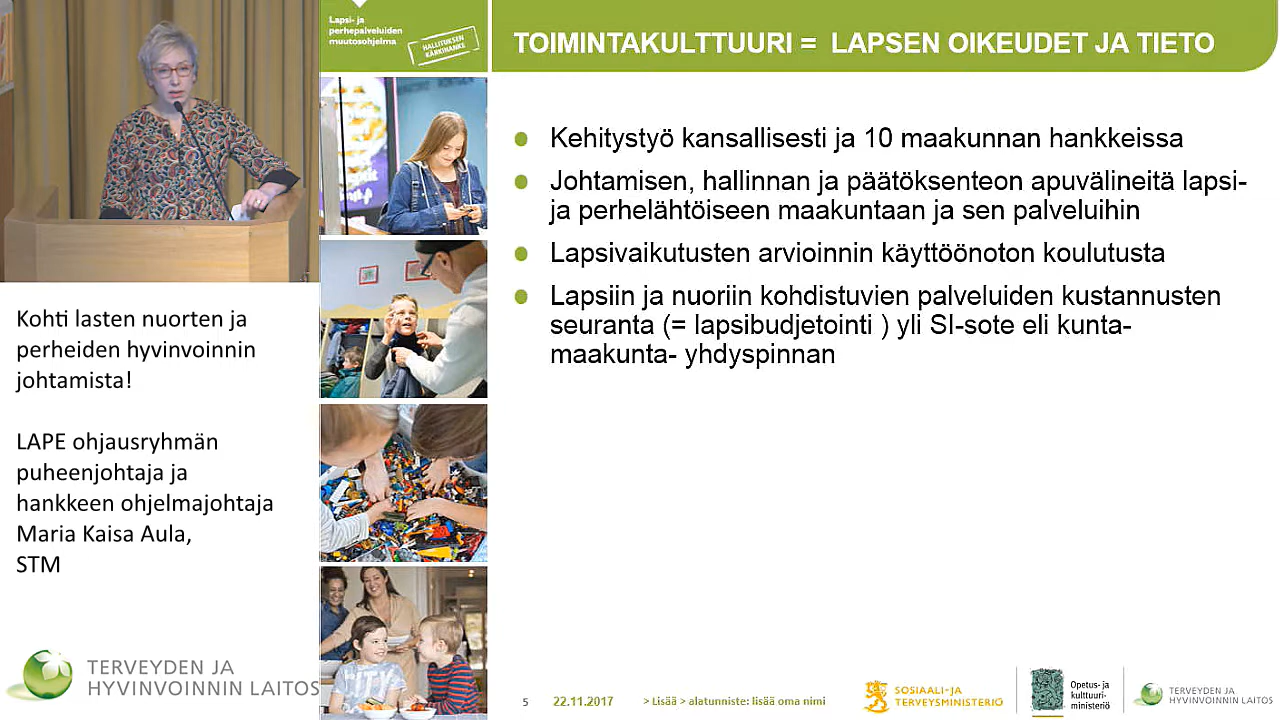 Lapsi- ja
perhepalveluiden
muutosohjelma
HALLITUKSEN
KÄRKIHANKE
TOIMINTAKULTTUURI = LAPSEN OIKEUDET JA TIETO
Kehitystyö kansallisesti ja 10 maakunnan hankkeissa
Johtamisen, hallinnan ja päätöksenteon apuvälineitä lapsi-
ja perhelähtöiseen maakuntaan ja sen palveluihin
Lapsivaikutusten arvioinnin käyttöönoton koulutusta
Lapsiin ja nuoriin kohdistuvien palveluiden kustannusten
seuranta (= lapsibudjetointi ) yli SI-sote eli kunta-
maakunta- yhdyspinnan
Kohti lasten nuorten ja
perheiden hyvinvoinnin
johtamista!
LAPE ohjausryhmän
puheenjohtaja ja
hankkeen ohjelmajohtaja
Maria Kaisa Aula,
STM
TERVEYDEN JA
HYVINVOINNIN LAITOS
5
22.11.2017
> Lisää > alatunniste: lisää oma nimi
SOSIAALI- JA
TERVEYSMINISTERIÖ
Opetus- ja
kulttuuri-
ministeriö
TERVEYDEN JA
HYVINVOINNIN LAITOS